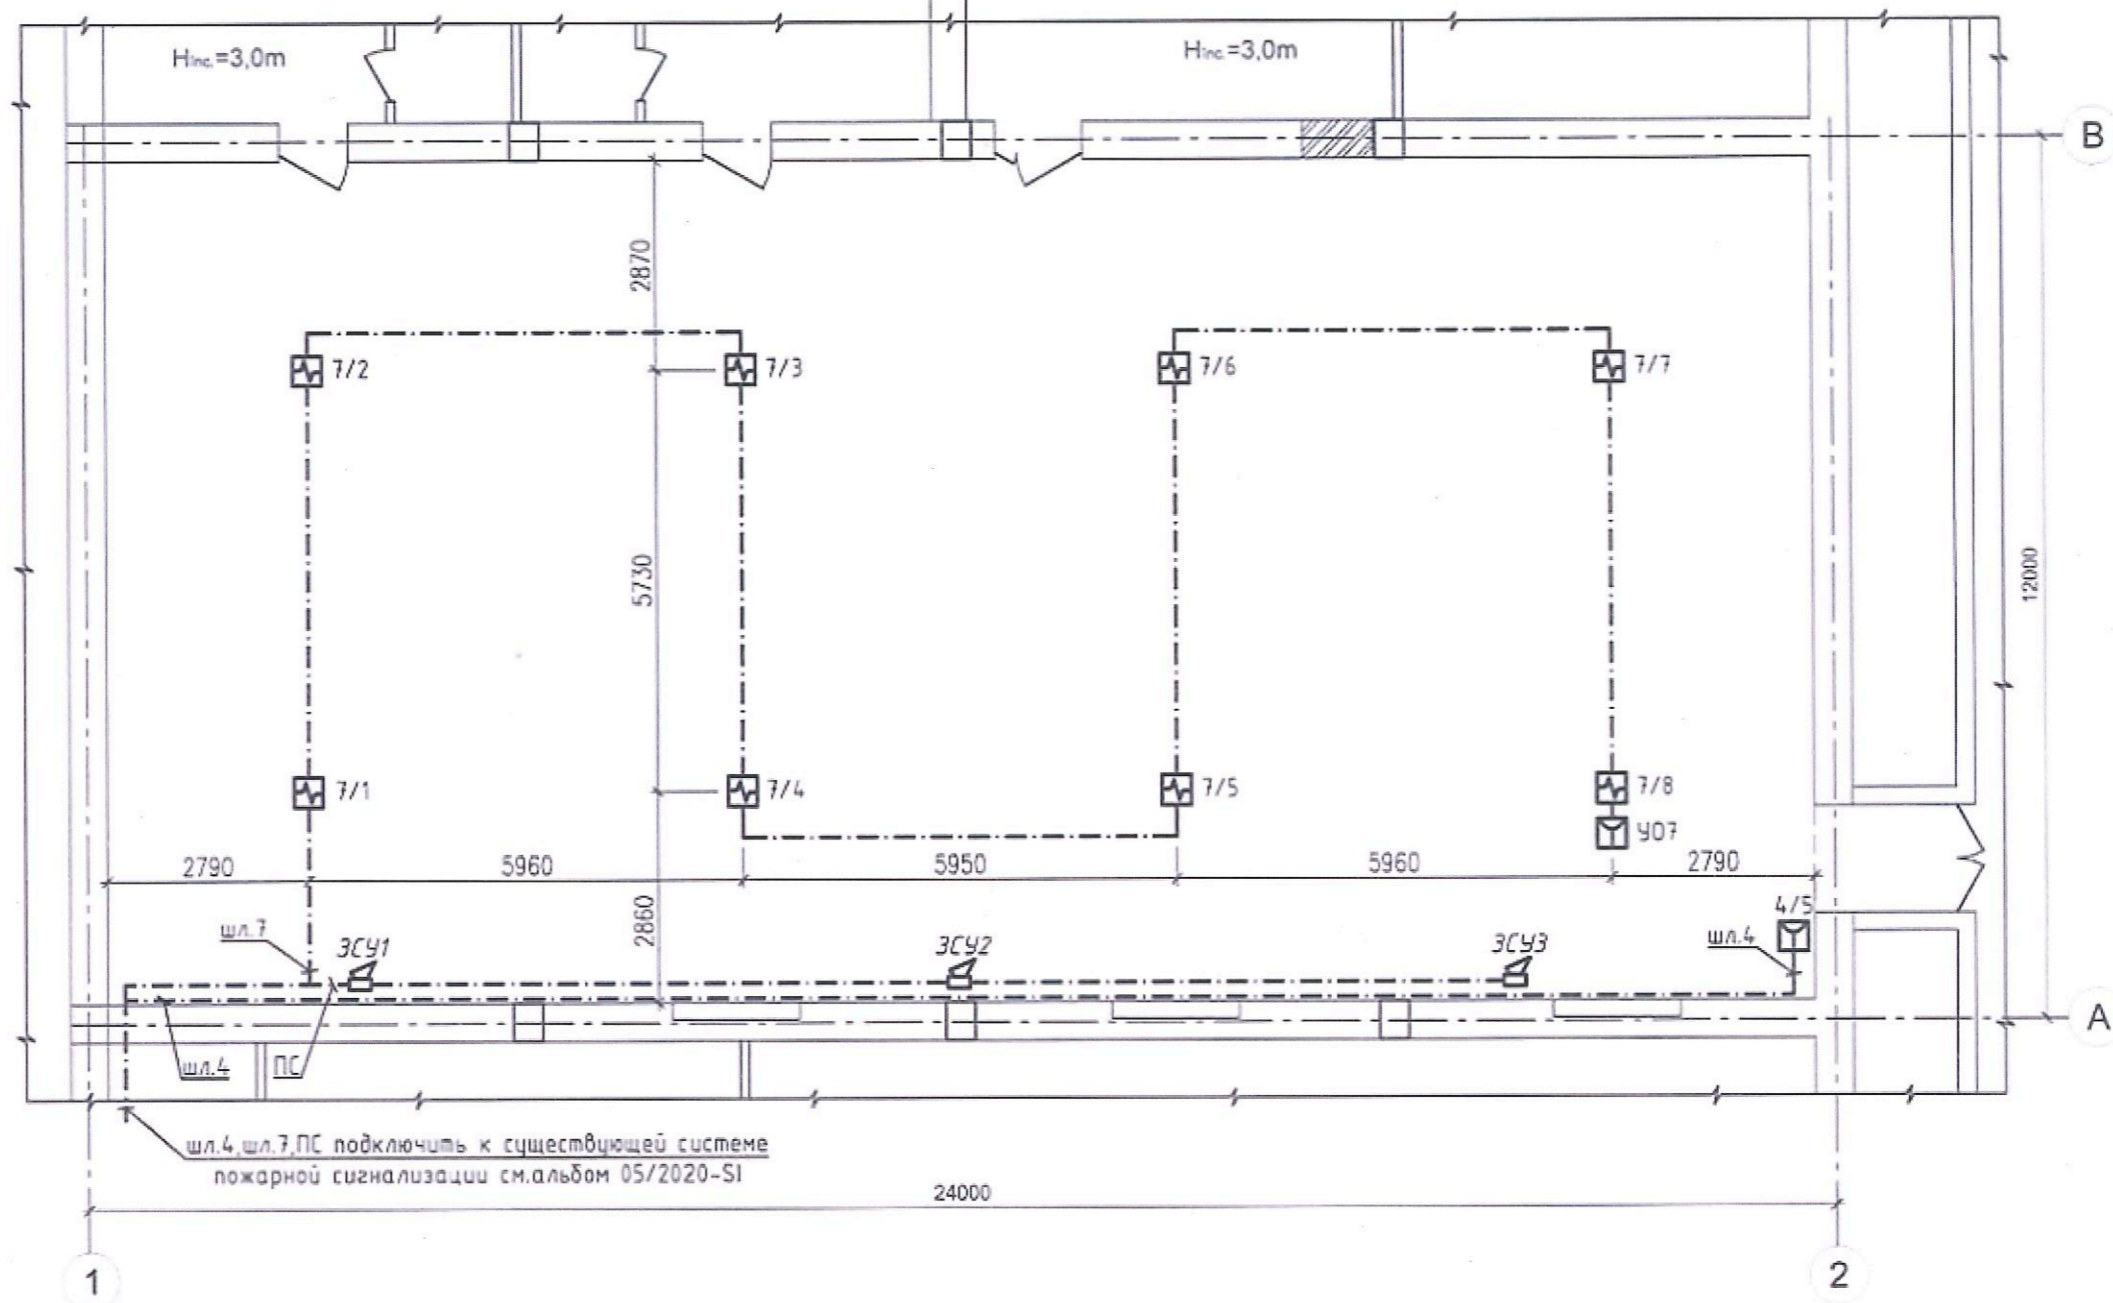 Hînc.=3,0m
Hînc.=3,0m
B
2870
7/2
7/3
7/6
7/7
5730
12000
7/1
7/4
7/5
7/8
УО7
2790
5960
5950
5960
2790
2860
4/5
шл.7
ЗСУ1
ЗСУ2
ЗСУ3
шл.4
A
шл.4
ПС
шл.4,шл.7,ПС подключить к существующей системе
пожарной сигнализации см.альбом 05/2020-SI
24000
1
2